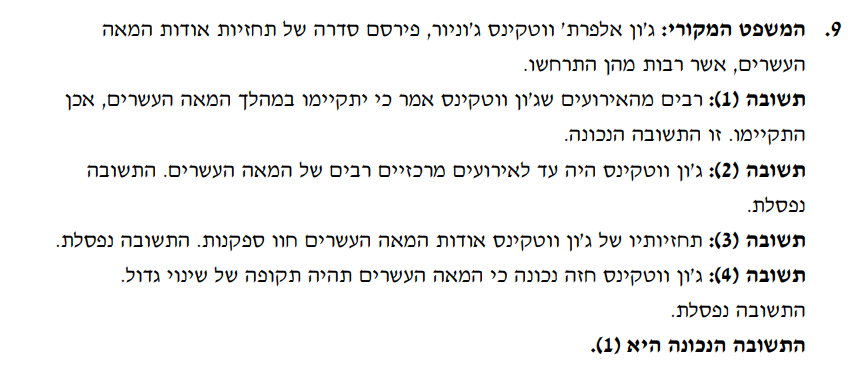 9. המשפט המקורי: ג'ון אלפרת' ווטקינס ג'וניור, פירסם סדרה של תחזיות אודות המאה
העשרים, אשר רבות מהן התרחשו.
תשובה (1): רבים מהאירועים שג'ון ווטקינס אמר כי יתקיימו במהלך המאה העשרים, אכן
התקיימו. זו התשובה הנכונה.
תשובה (2): ג'ון ווטקינס היה עד לאירועים מרכזיים רבים של המאה העשרים. התשובה
נפסלת.
תשובה (3): תחזיותיו של ג'ון ווטקינס אודות המאה העשרים חוו ספקנות. התשובה נפסלת.
תשובה (4): ג'ון ווטקינס חזה נכונה כי המאה העשרים תהיה תקופה של שינוי גדול.
התשובה נפסלת.
התשובה הנכונה היא (1).